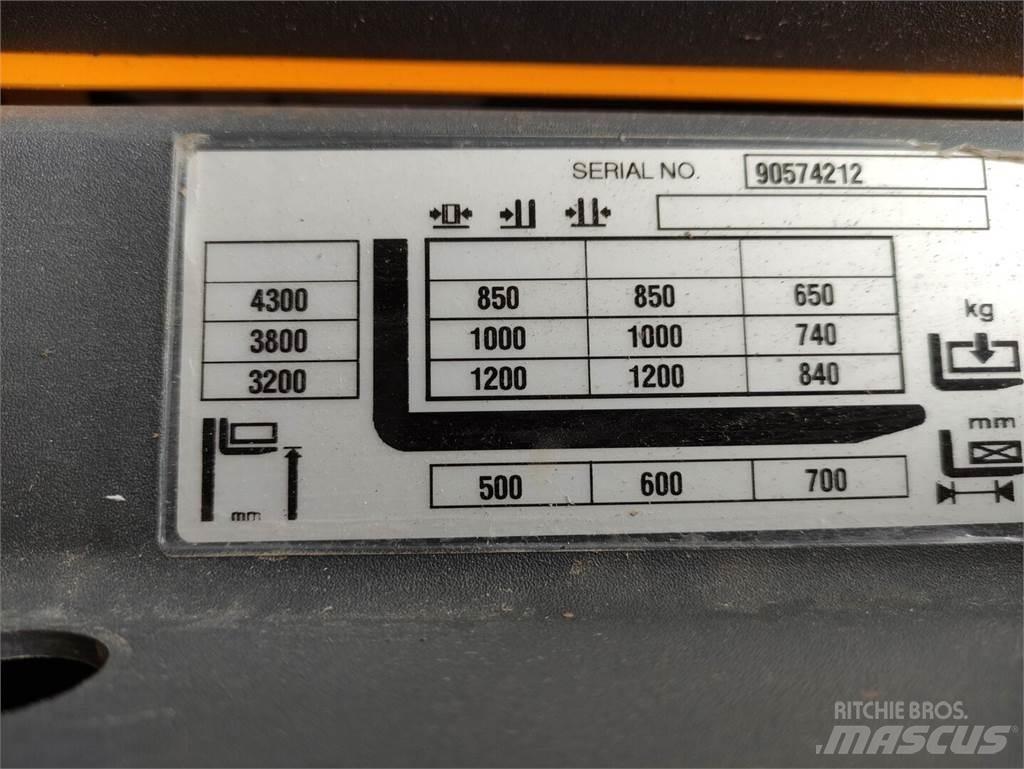 SERIAL NO. 90574212
4300 850 850 650
3800 1000 1000 740
3200 1200 1200 840
kg
mm
500 600 700
mm
RITCHIE BROS.
MASCUS